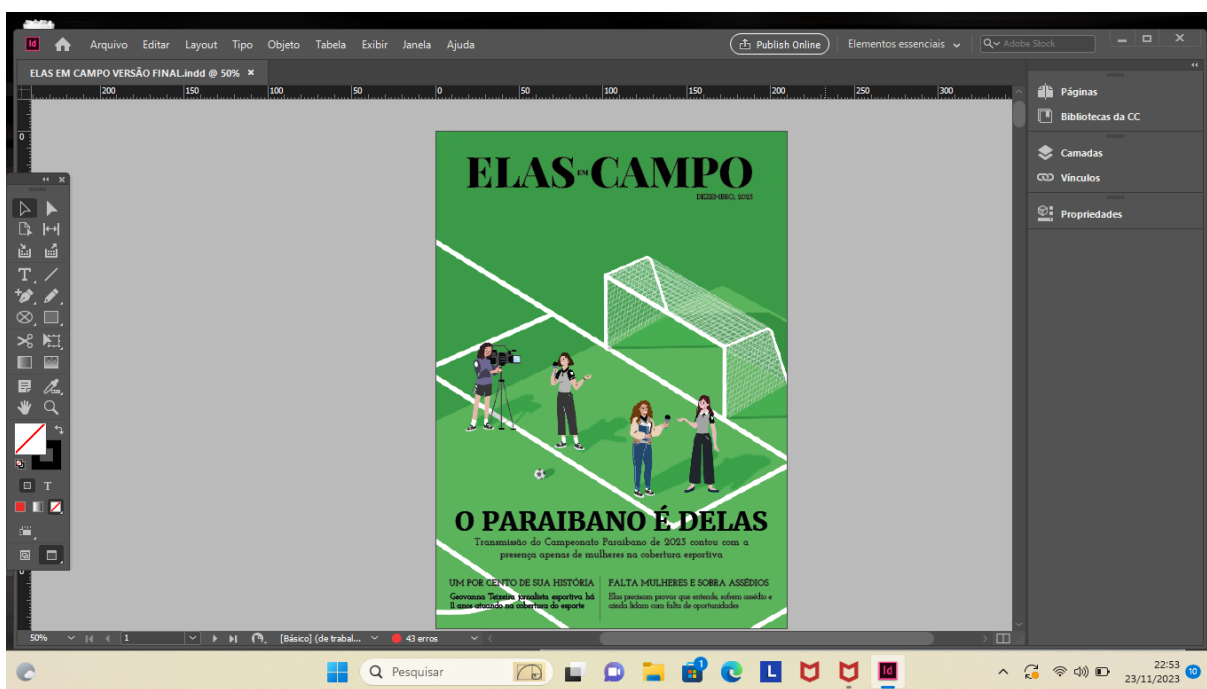 Id
Arquivo Editar Layout Tipo Objeto Tabela Exibir Janela Ajuda
Publish Online
Elementos essenciais
Adobe Stock
ELAS EM CAMPO VERSÃO FINAL.indd @ 50% ×
200 150 100 50 0 50 100 150 200 250 300
0
Páginas
Bibliotecas da CC
Camadas
Vínculos
Propriedades
ELAS EM CAMPO
DEZEMBRO, 2023
O PARAIBANO É DELAS
Transmissão do Campeonato Paraibano de 2023 contou com a
presença apenas de mulheres na cobertura esportiva
UM POR CENTO DE SUA HISTÓRIA
Geovanna Teixeira jornalista esportiva há
11 anos atuando na cobertura do esporte
FALTA MULHERES E SOBRA ASSÉDIOS
Elas precisam provar que entende, sofrem assédio e
ainda lidam com falta de oportunidades
50%
1
[Básico] (de trabal...
43 erros
Pesquisar
L
Id
22:53
23/11/2023
10